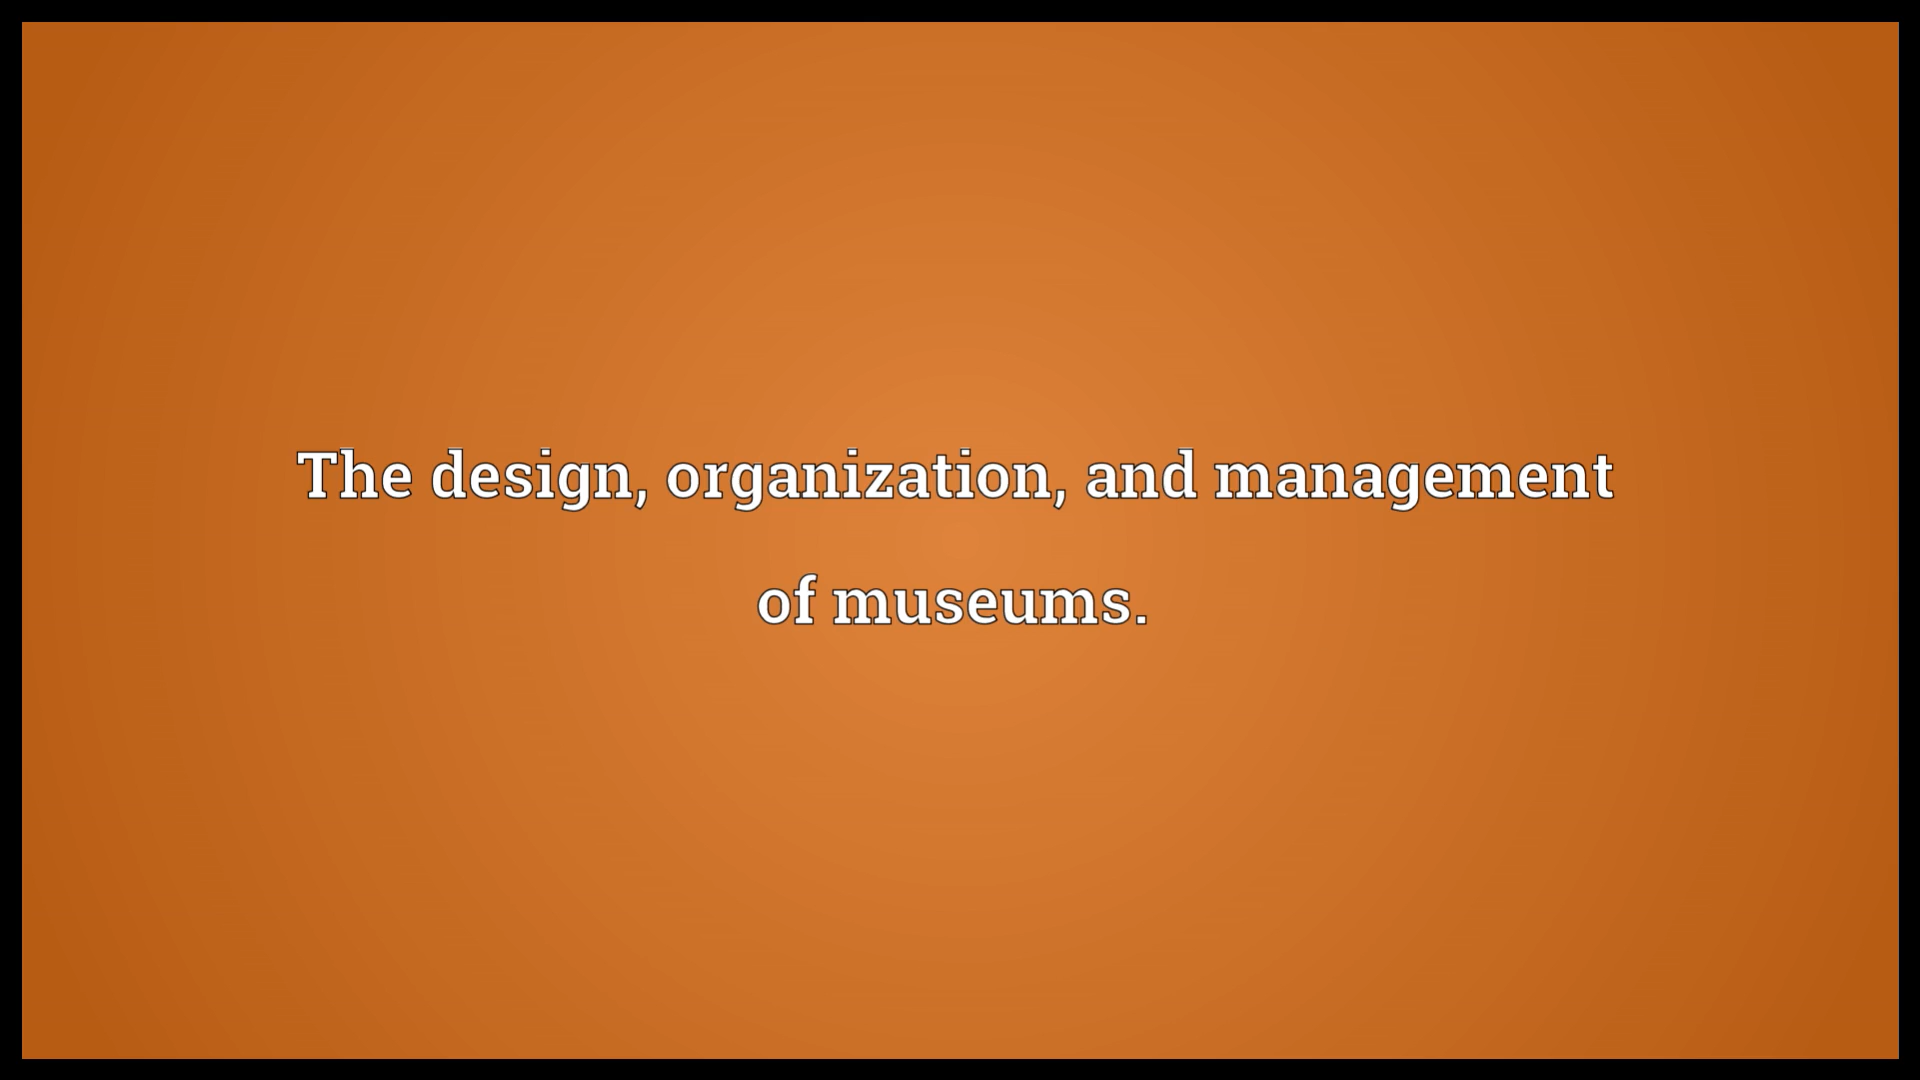 The design, organization, and management
of museums.